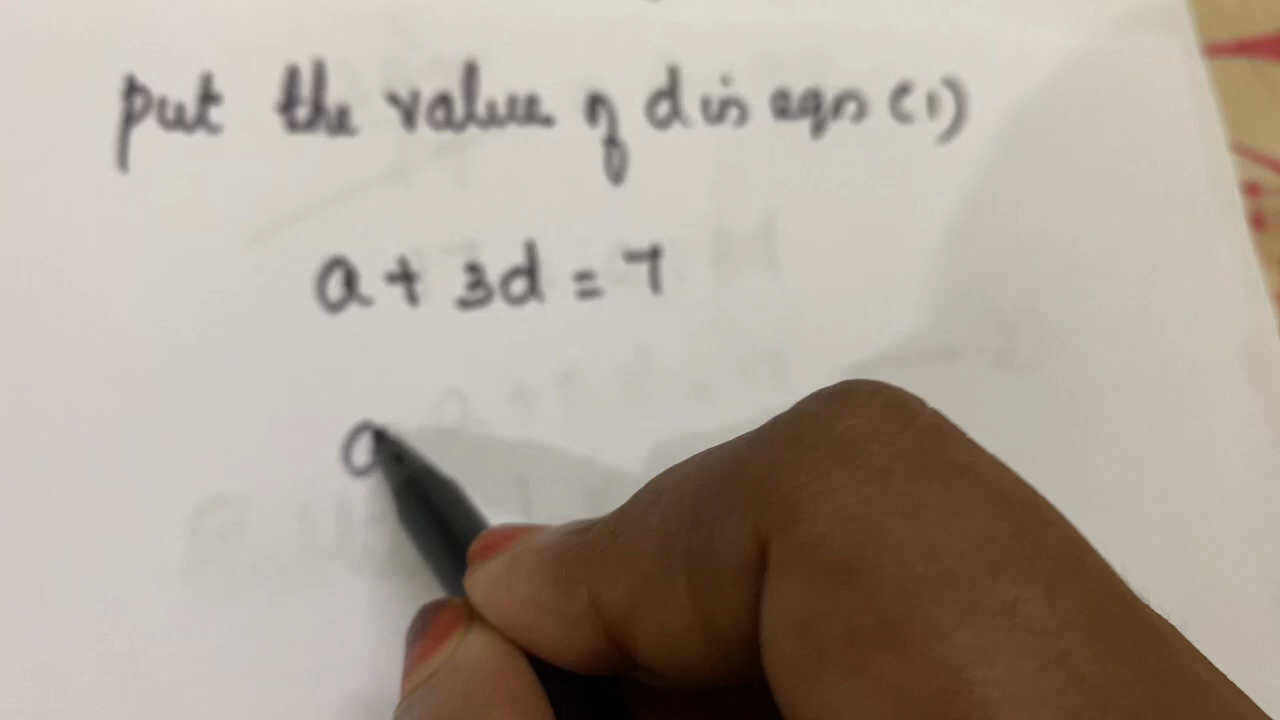 put the value of d in eqn (1)
a + 3d = 7
a